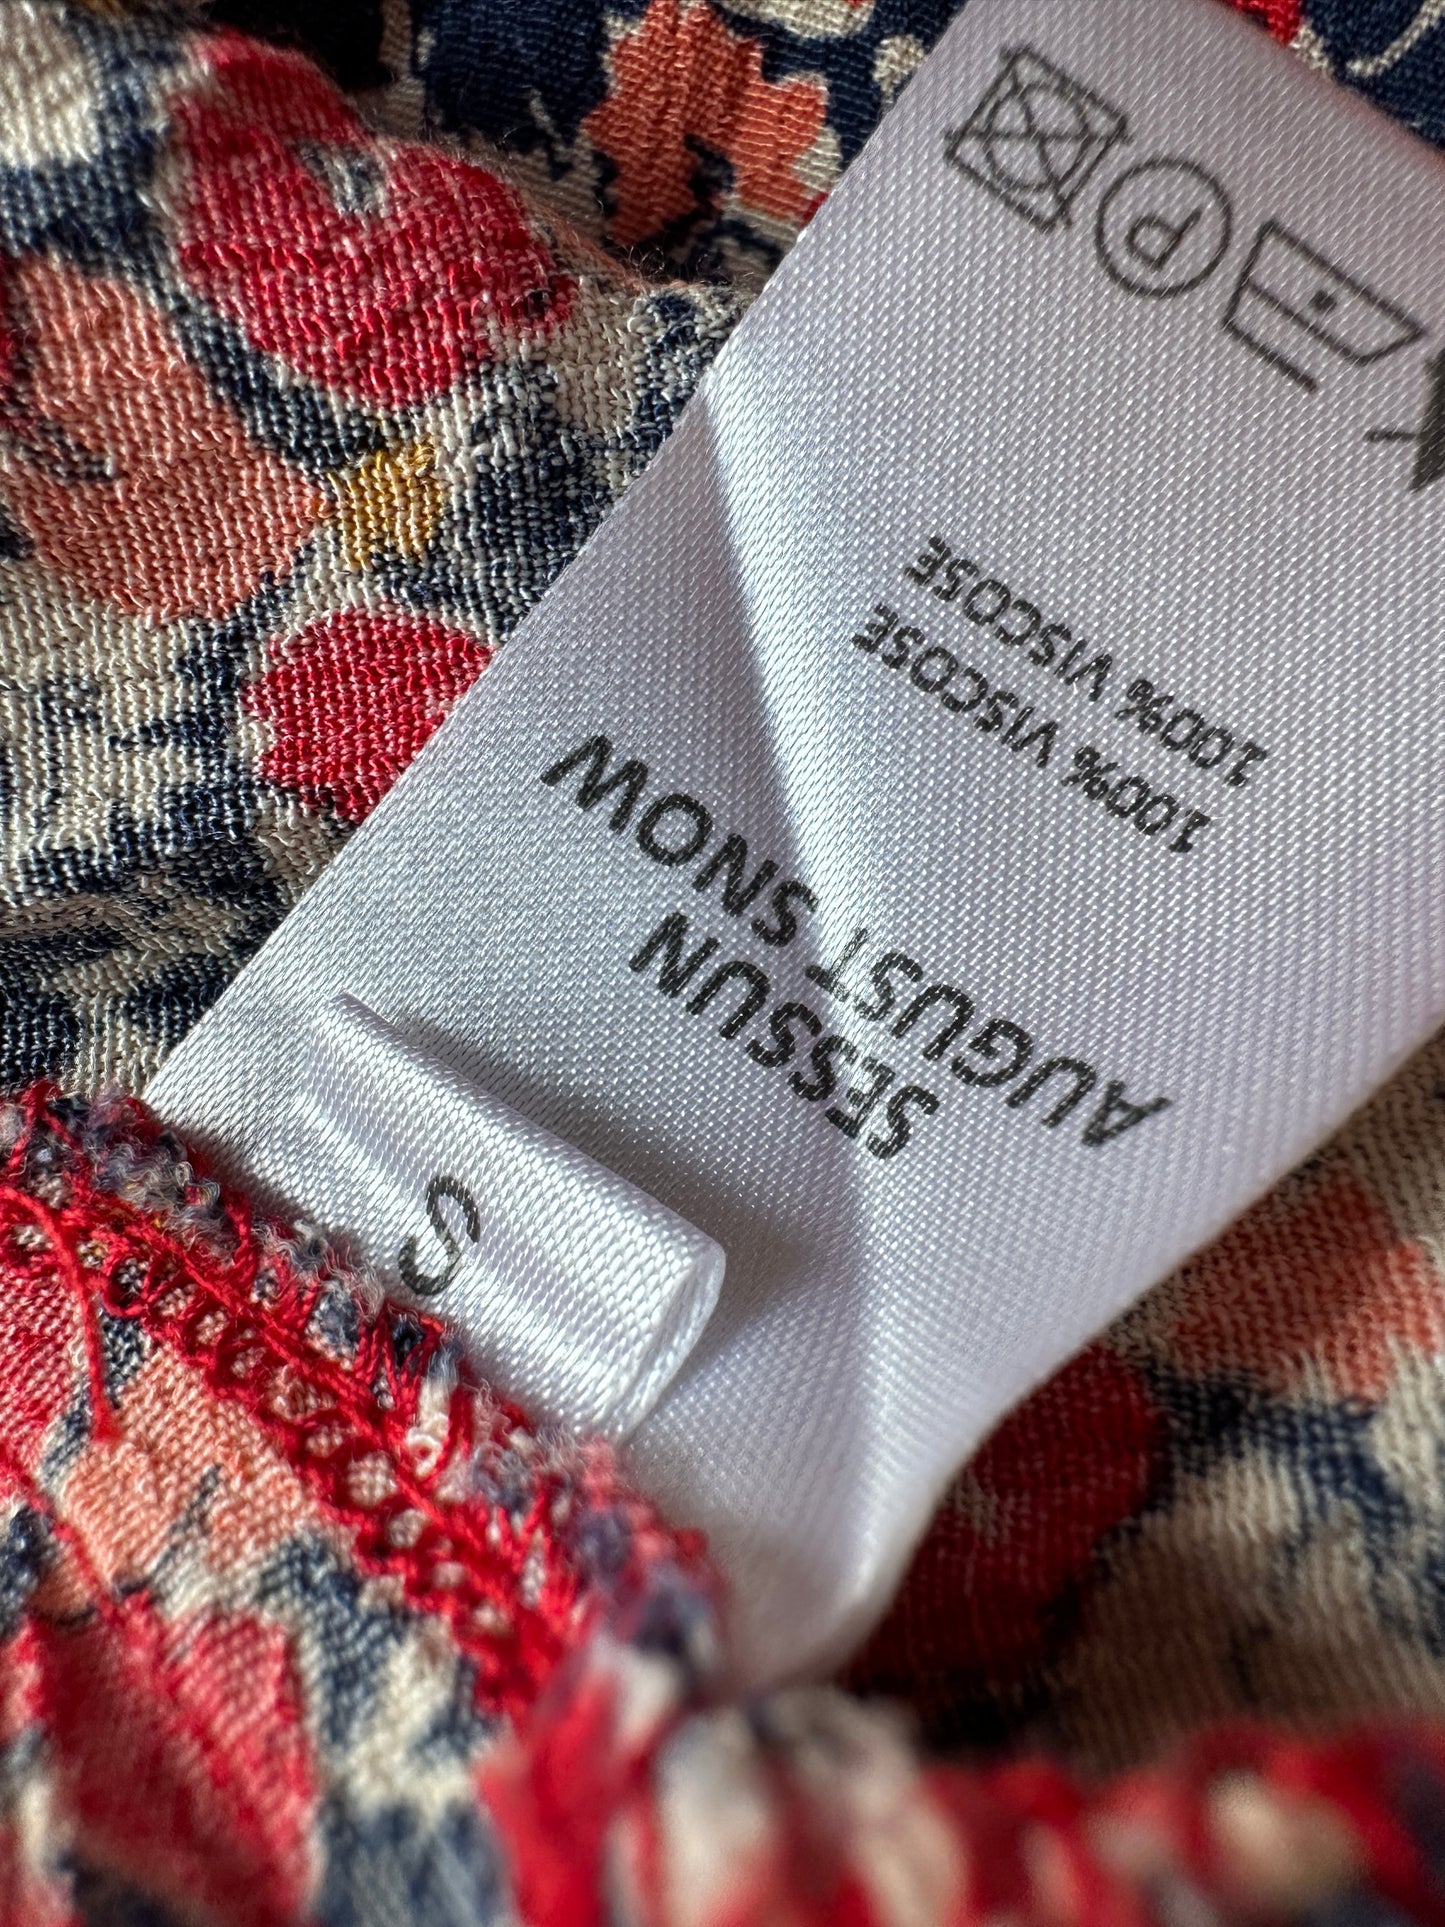 S
SESSUN
AUGUST SNOW
100% VISCOSE
100% VISCOSE
P